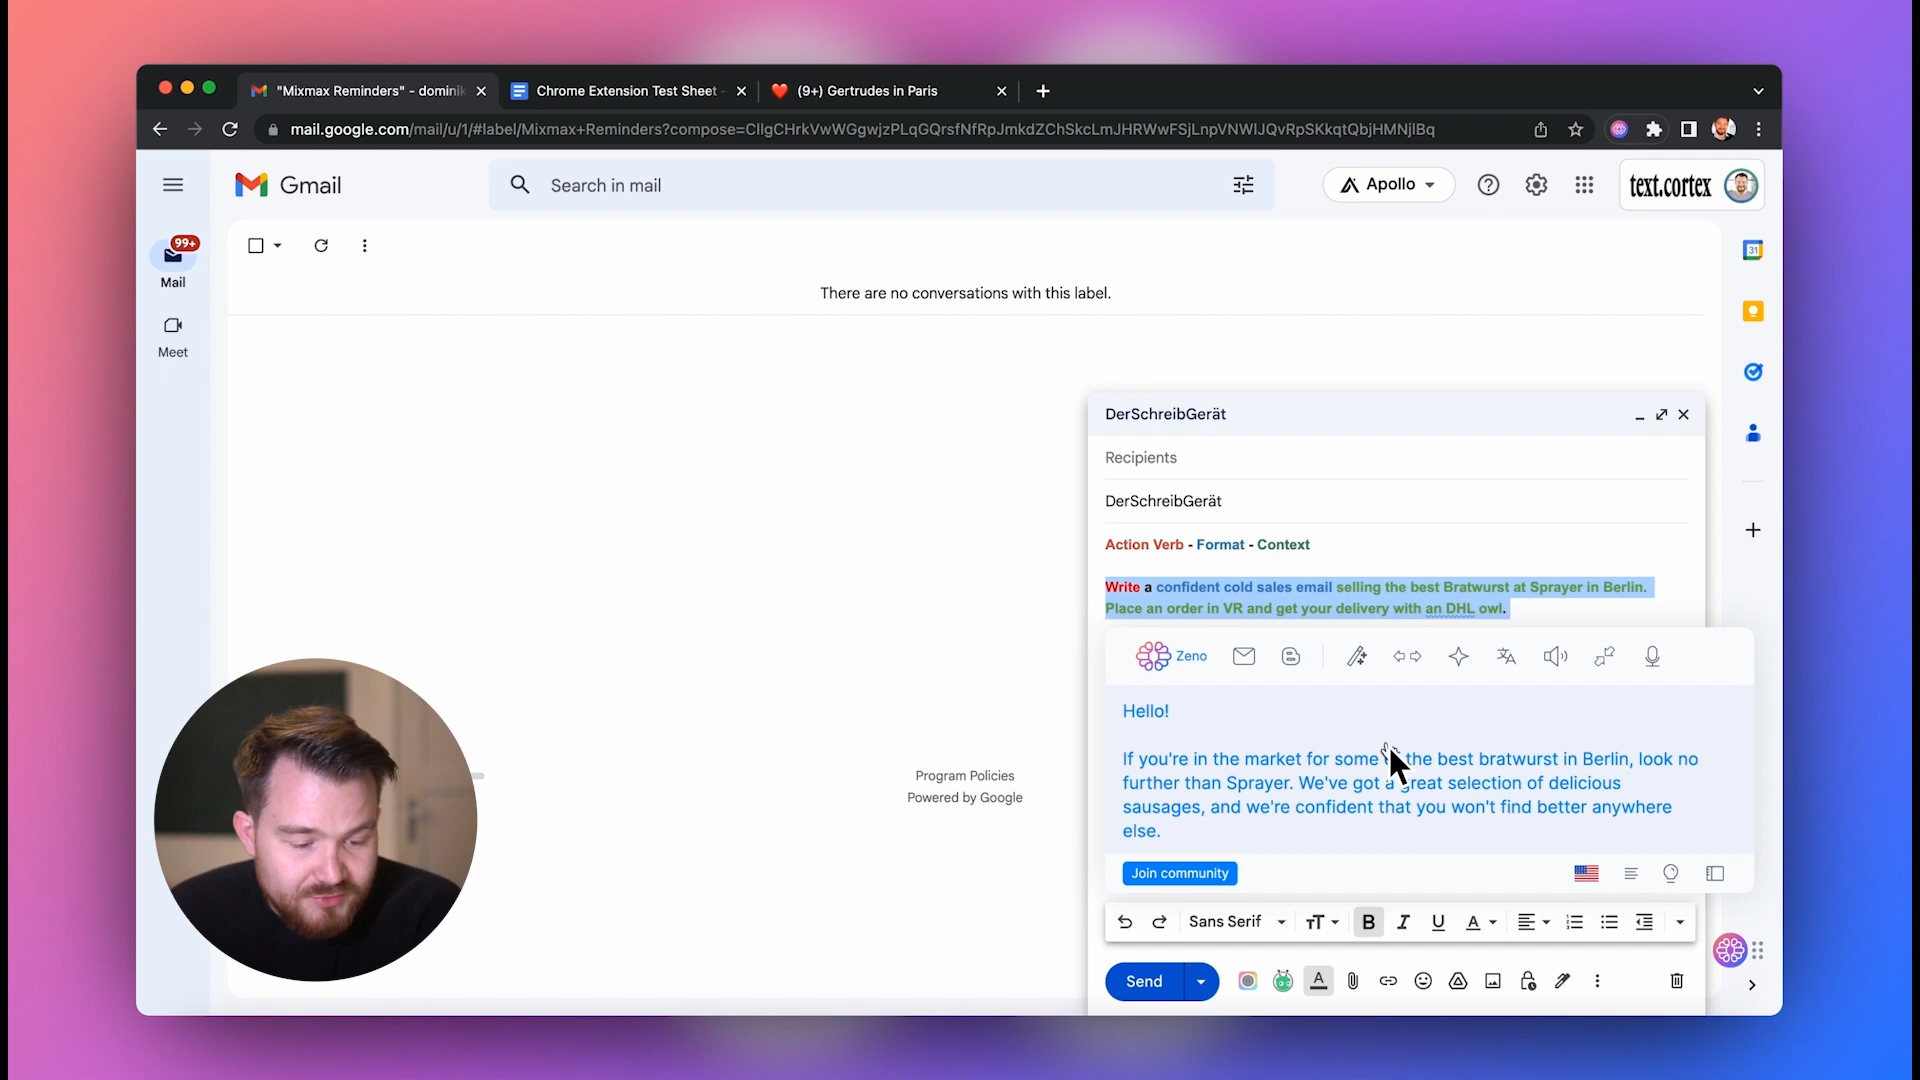 "Mixmax Reminders" - dominik
Chrome Extension Test Sheet -
(9+) Gertrudes in Paris
mail.google.com/mail/u/1/#label/Mixmax+Reminders?compose=CllgCHrkVwWGgwjzPLqGQrsfNfRpJmkdZChSkcLmJHRWwFSjLnpVNWlJQvRpSKkqtQbjHMNjlBq
Gmail
Search in mail
Apollo
text.cortex
99+
Mail
Meet
31
There are no conversations with this label.
Program Policies
Powered by Google
DerSchreibGerät
Recipients
DerSchreibGerät
Action Verb - Format - Context
Write a confident cold sales email selling the best Bratwurst at Sprayer in Berlin.
Place an order in VR and get your delivery with an DHL owl.
Zeno
Hello!
If you're in the market for some the best bratwurst in Berlin, look no
further than Sprayer. We've got a great selection of delicious
sausages, and we're confident that you won't find better anywhere
else.
Join community
Sans Serif
B I U A
Send
A